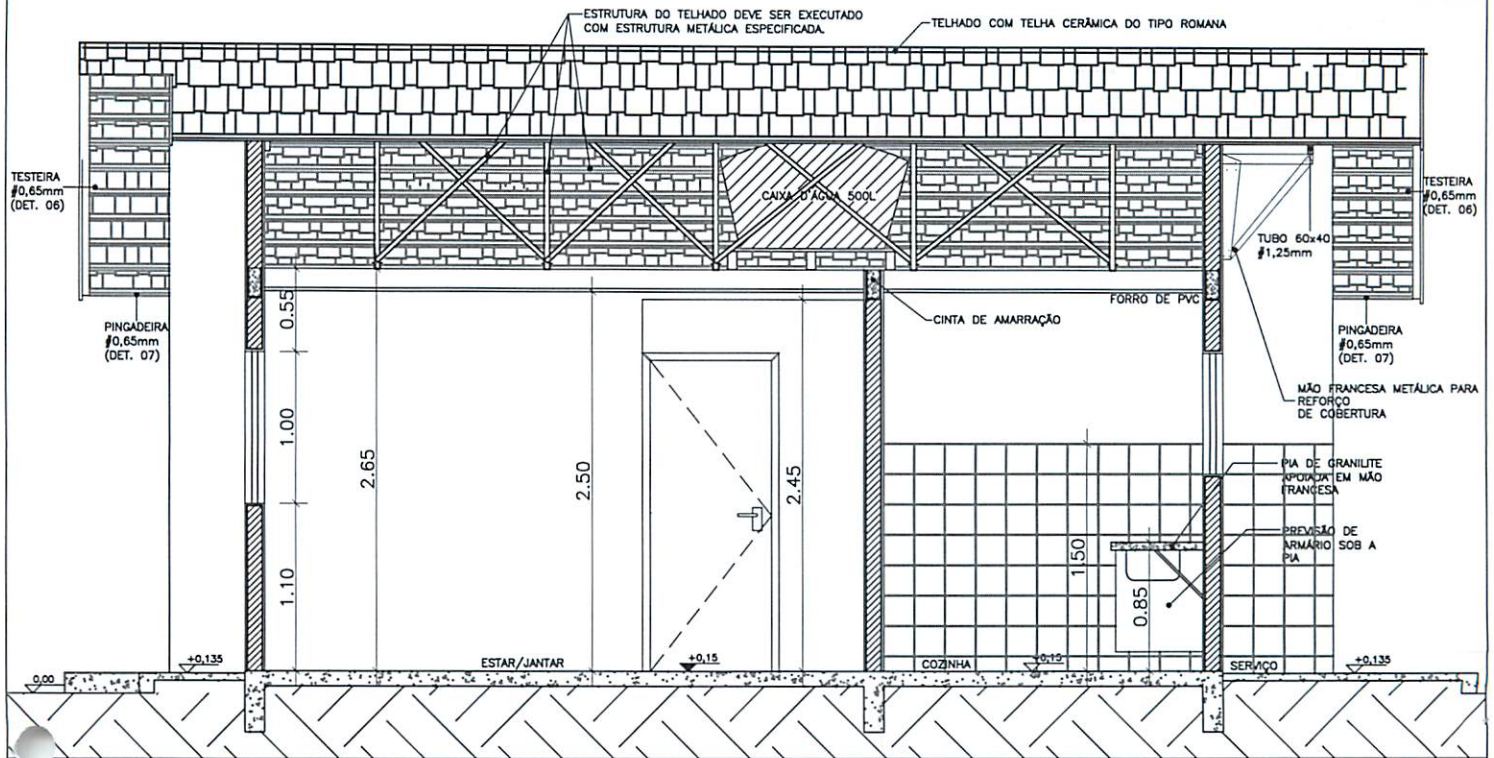 ESTRUTURA DO TELHADO DEVE SER EXECUTADO
COM ESTRUTURA METÁLICA ESPECIFICADA.
TELHADO COM TELHA CERÂMICA DO TIPO ROMANA
TESTEIRA
#0,65mm
(DET. 06)
CAIXA D'ÁGUA 500L
TESTEIRA
#0,65mm
(DET. 06)
TUBO 60x40
#1,25mm
PINGADEIRA
#0,65mm
(DET. 07)
0.55
FORRO DE PVC
CINTA DE AMARRAÇÃO
PINGADEIRA
#0,65mm
(DET. 07)
MÃO FRANCESA METÁLICA PARA
REFORÇO
DE COBERTURA
1.00
2.65
2.50
2.45
PIA DE GRANILITE
APOIADA EM MÃO
FRANCESA
1.50
PREVISÃO DE
ARMÁRIO SOB A
PIA
1.10
0.85
0,00
+0,135
ESTAR/JANTAR
+0,15
COZINHA
+0,15
SERVIÇO
+0,135